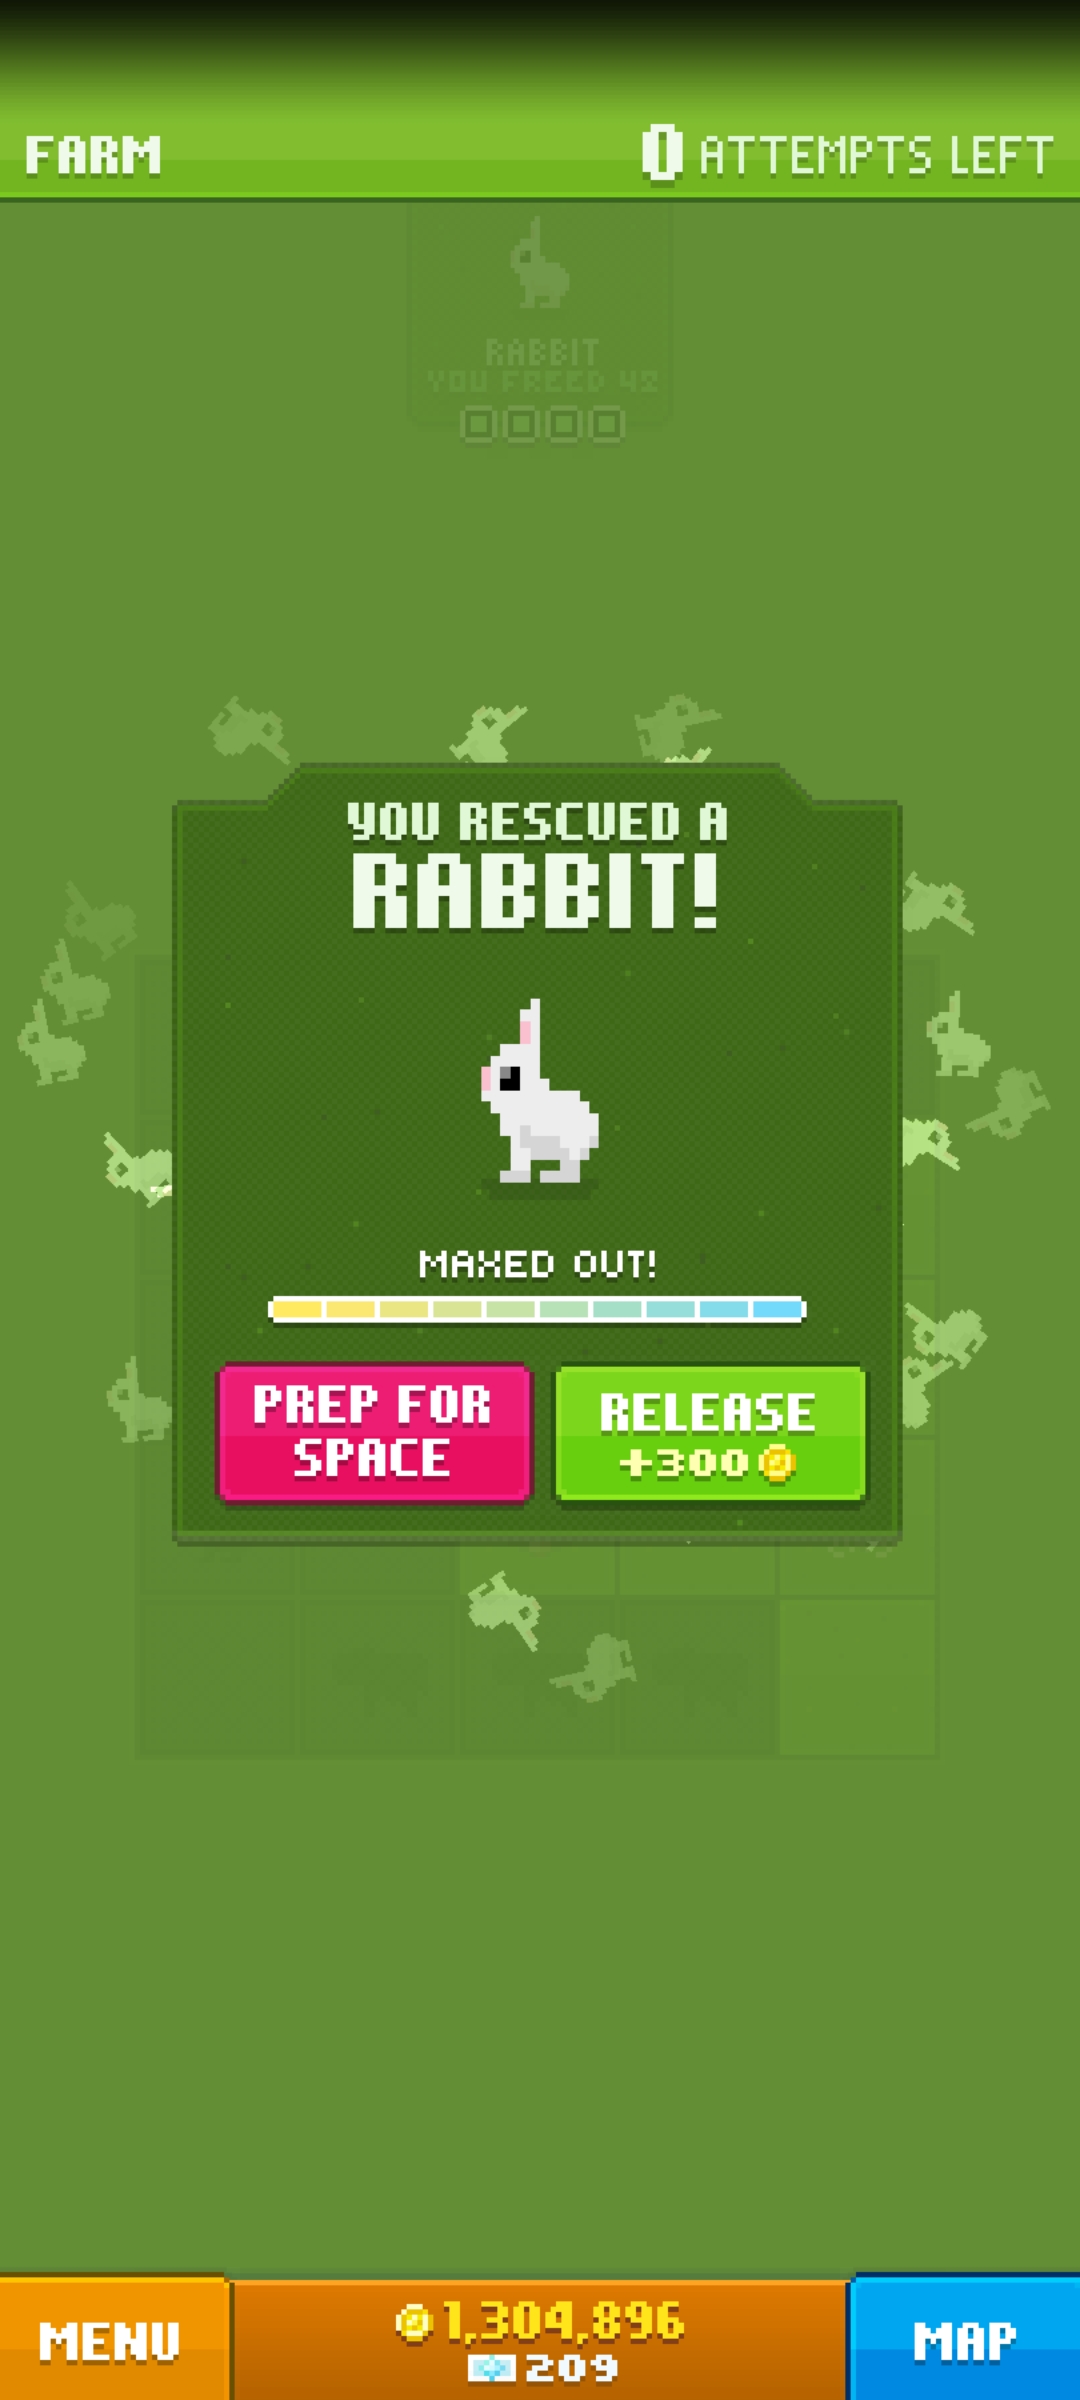 FARM
0 ATTEMPTS LEFT
RABBIT
YOU FREED 48
YOU RESCUED A
RABBIT!
MAXED OUT!
PREP FOR
SPACE
RELEASE
+300
MENU
1,304,896
209
MAP